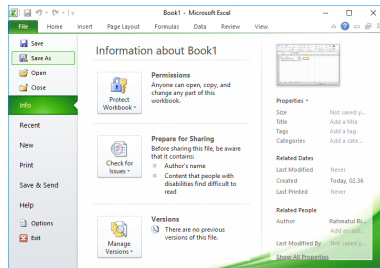 Book1 - Microsoft Excel
File Home Insert Page Layout Formulas Data Review View
Save
Save As
Open
Close
Info
Recent
New
Print
Save & Send
Help
Options
Exit
Information about Book1
Protect Workbook
Permissions
Anyone can open, copy, and
change any part of this
workbook.
Check for Issues
Prepare for Sharing
Before sharing this file, be aware
that it contains:
Author's name
Content that people with
disabilities find difficult to
read
Manage Versions
Versions
There are no previous
versions of this file.
Properties
Size Not saved y...
Title Add a title
Tags Add a tag
Categories Add a cate...
Related Dates
Last Modified Never
Created Today, 02.36
Last Printed Never
Related People
Author Rahmatul Ri...
Add an aut...
Last Modified By Not saved y...
Show All Properties